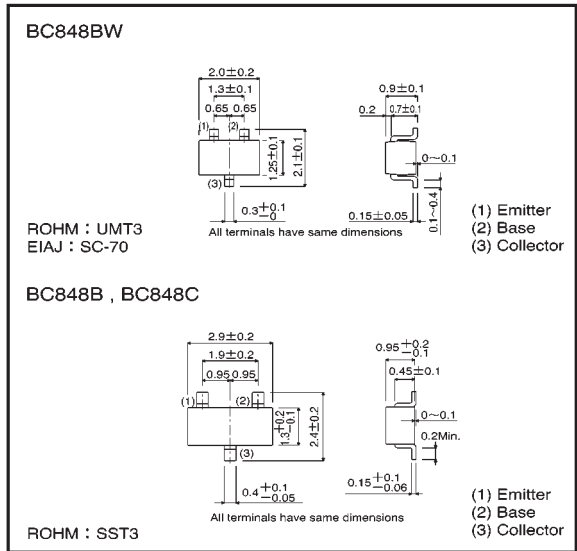 BC848BW
2.0±0.2
1.3±0.1
0.65 0.65
(1) (2)
1.25±0.1
2.1±0.1
(3)
0.3 +0.1 −0
0.9±0.1
0.2 0.7±0.1
0~0.1
0.15±0.05
0.1~0.4
All terminals have same dimensions
ROHM : UMT3
EIAJ : SC-70
(1) Emitter
(2) Base
(3) Collector
BC848B , BC848C
2.9±0.2
1.9±0.2
0.95 0.95
(1) (2)
1.3 +0.2 −0.1
2.4±0.2
(3)
0.4 +0.1 −0.05
0.95 +0.2 −0.1
0.45±0.1
0~0.1
0.2Min.
0.15 +0.1 −0.06
All terminals have same dimensions
ROHM : SST3
(1) Emitter
(2) Base
(3) Collector